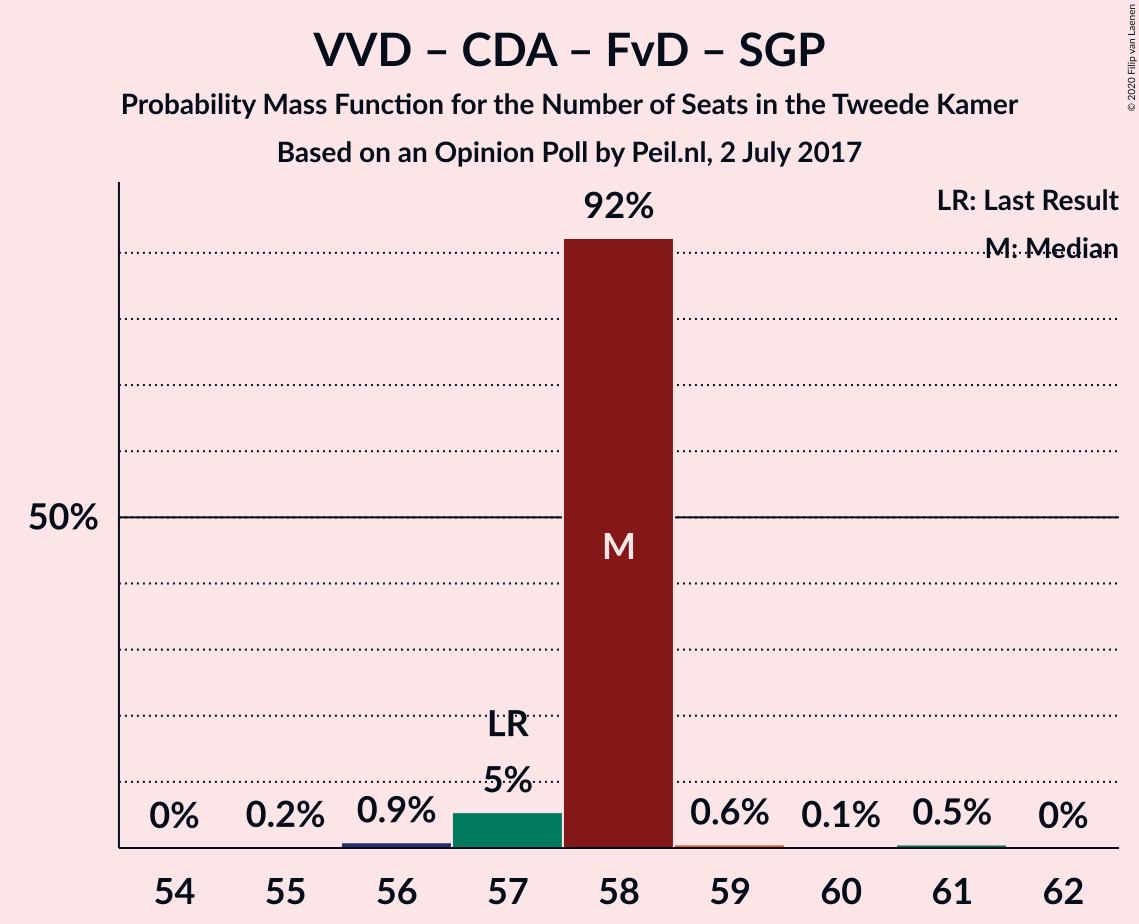 VVD – CDA – FvD – SGP
Probability Mass Function for the Number of Seats in the Tweede Kamer
Based on an Opinion Poll by Peil.nl, 2 July 2017
© 2020 Filip van Laenen
LR: Last Result
M: Median
92%
50%
M
LR
5%
0% 0.2% 0.9% 0.6% 0.1% 0.5% 0%
54 55 56 57 58 59 60 61 62